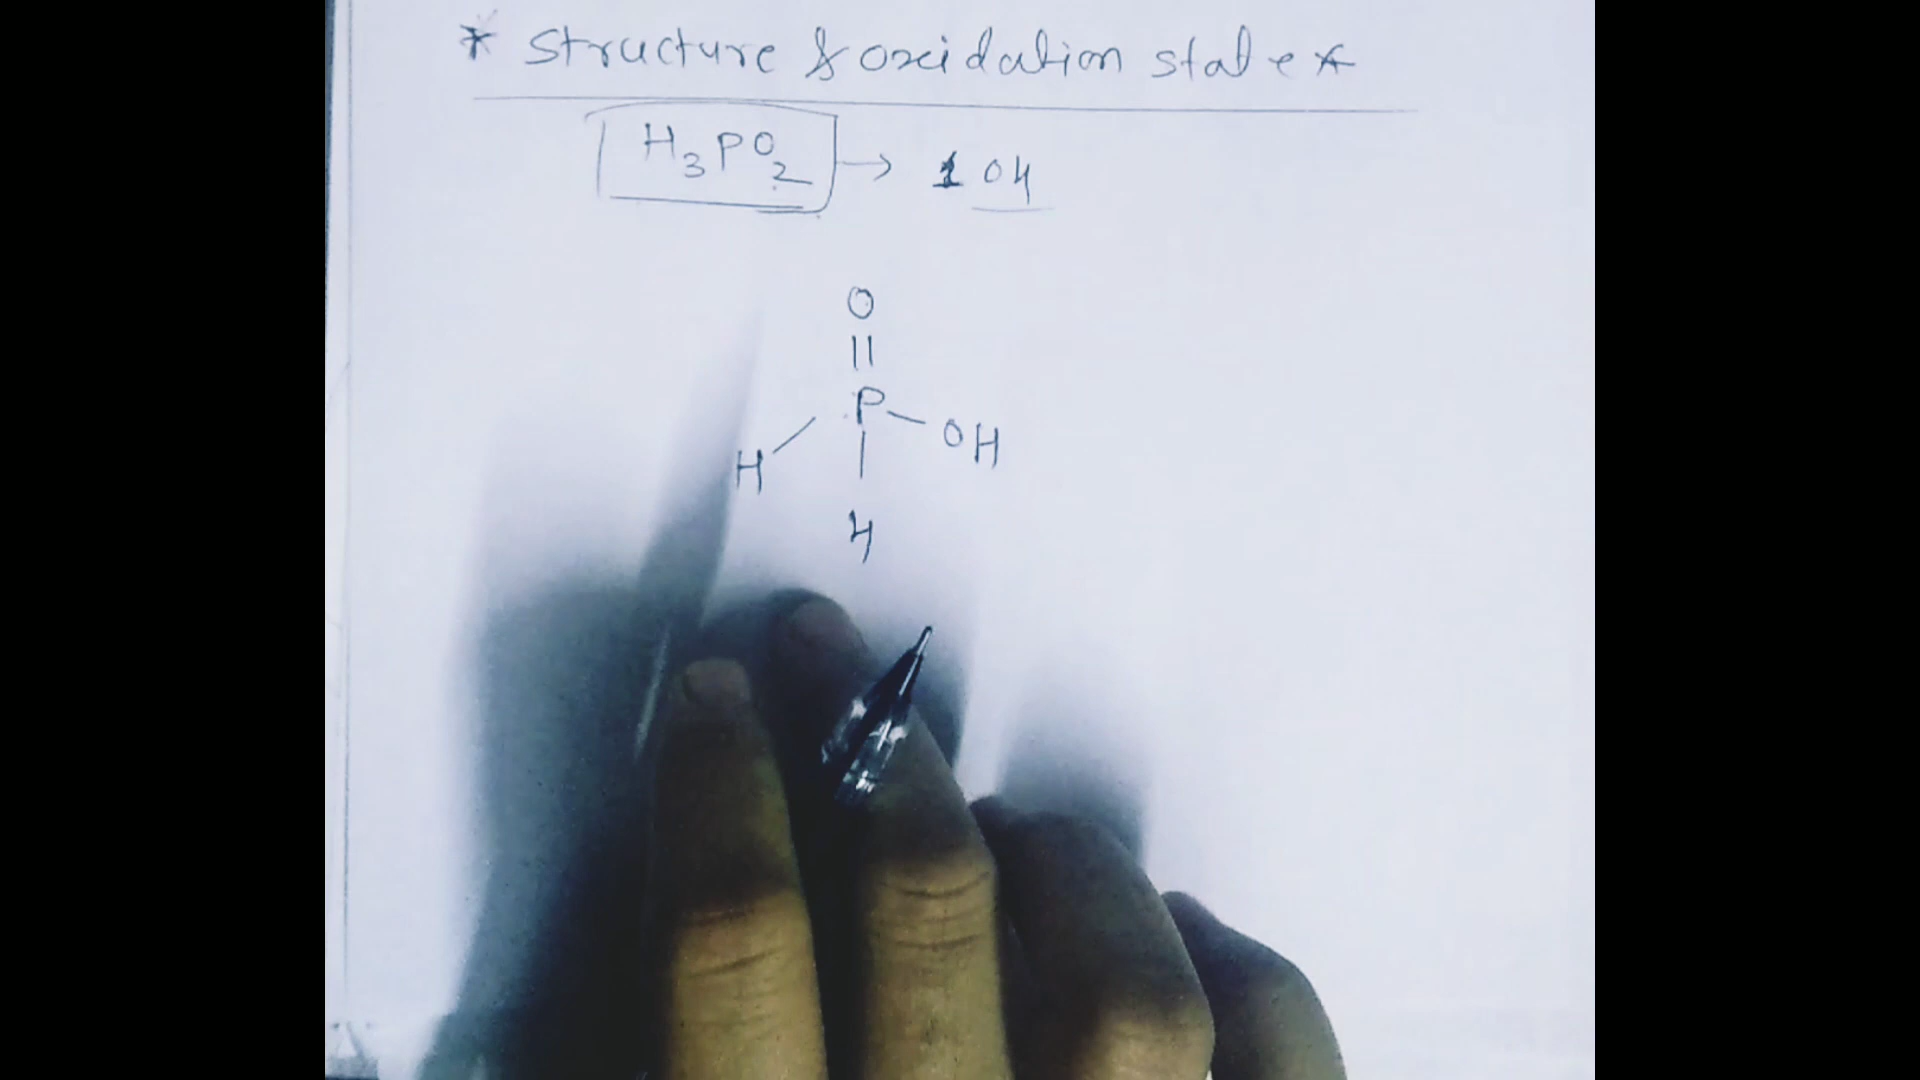 * Structure & oxidation state *
H3PO2 → 1 OH
O
||
P - OH
H
H